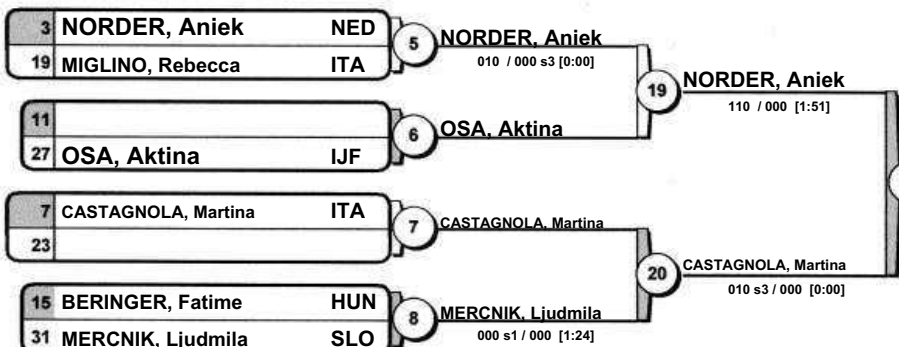 3 NORDER, Aniek NED
19 MIGLINO, Rebecca ITA
5
NORDER, Aniek
010 / 000 s3 [0:00]
11
27 OSA, Aktina IJF
6
OSA, Aktina
19
NORDER, Aniek
110 / 000 [1:51]
7 CASTAGNOLA, Martina ITA
23
7
CASTAGNOLA, Martina
15 BERINGER, Fatime HUN
31 MERCNIK, Ljudmila SLO
8
MERCNIK, Ljudmila
000 s1 / 000 [1:24]
20
CASTAGNOLA, Martina
010 s3 / 000 [0:00]